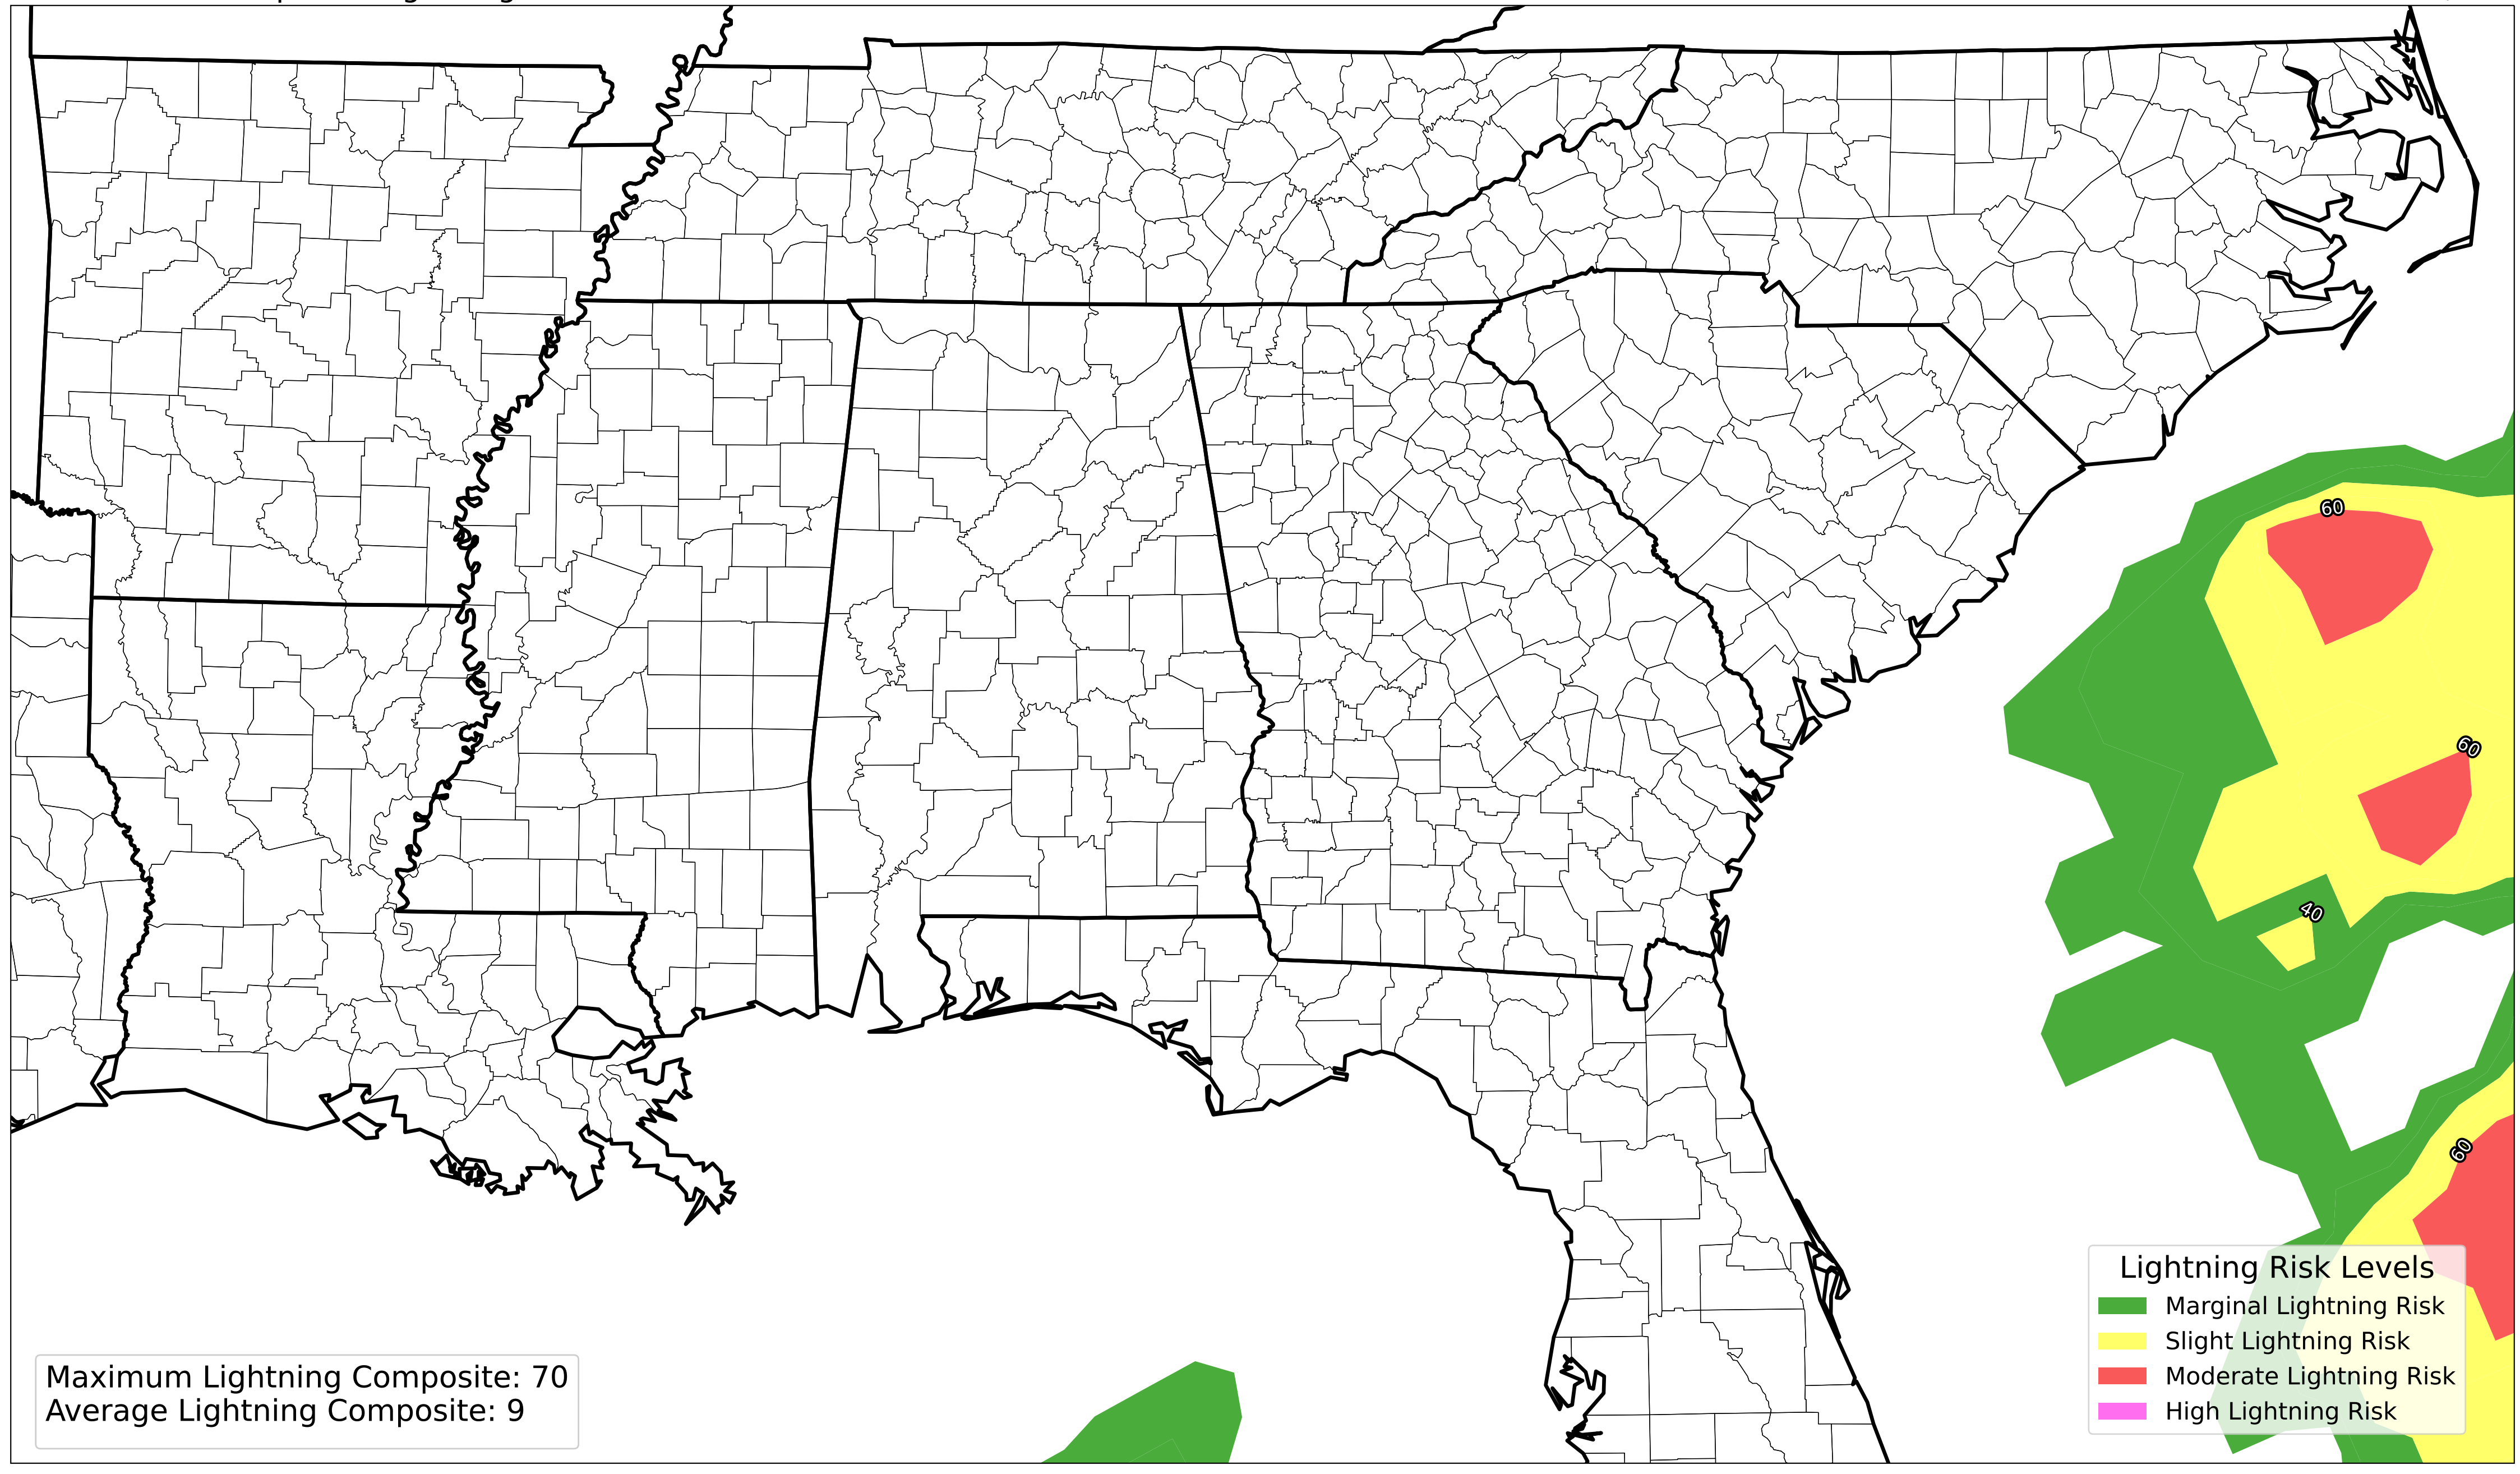 60
60
40
60
Lightning Risk Levels
Marginal Lightning Risk
Slight Lightning Risk
Moderate Lightning Risk
High Lightning Risk
Maximum Lightning Composite: 70
Average Lightning Composite: 9